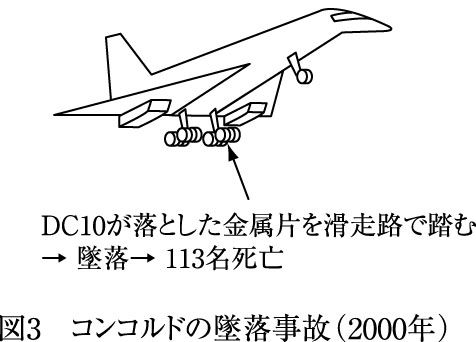 DC10が落とした金属片を滑走路で踏む
→ 墜落→ 113名死亡
図3　コンコルドの墜落事故（2000年）